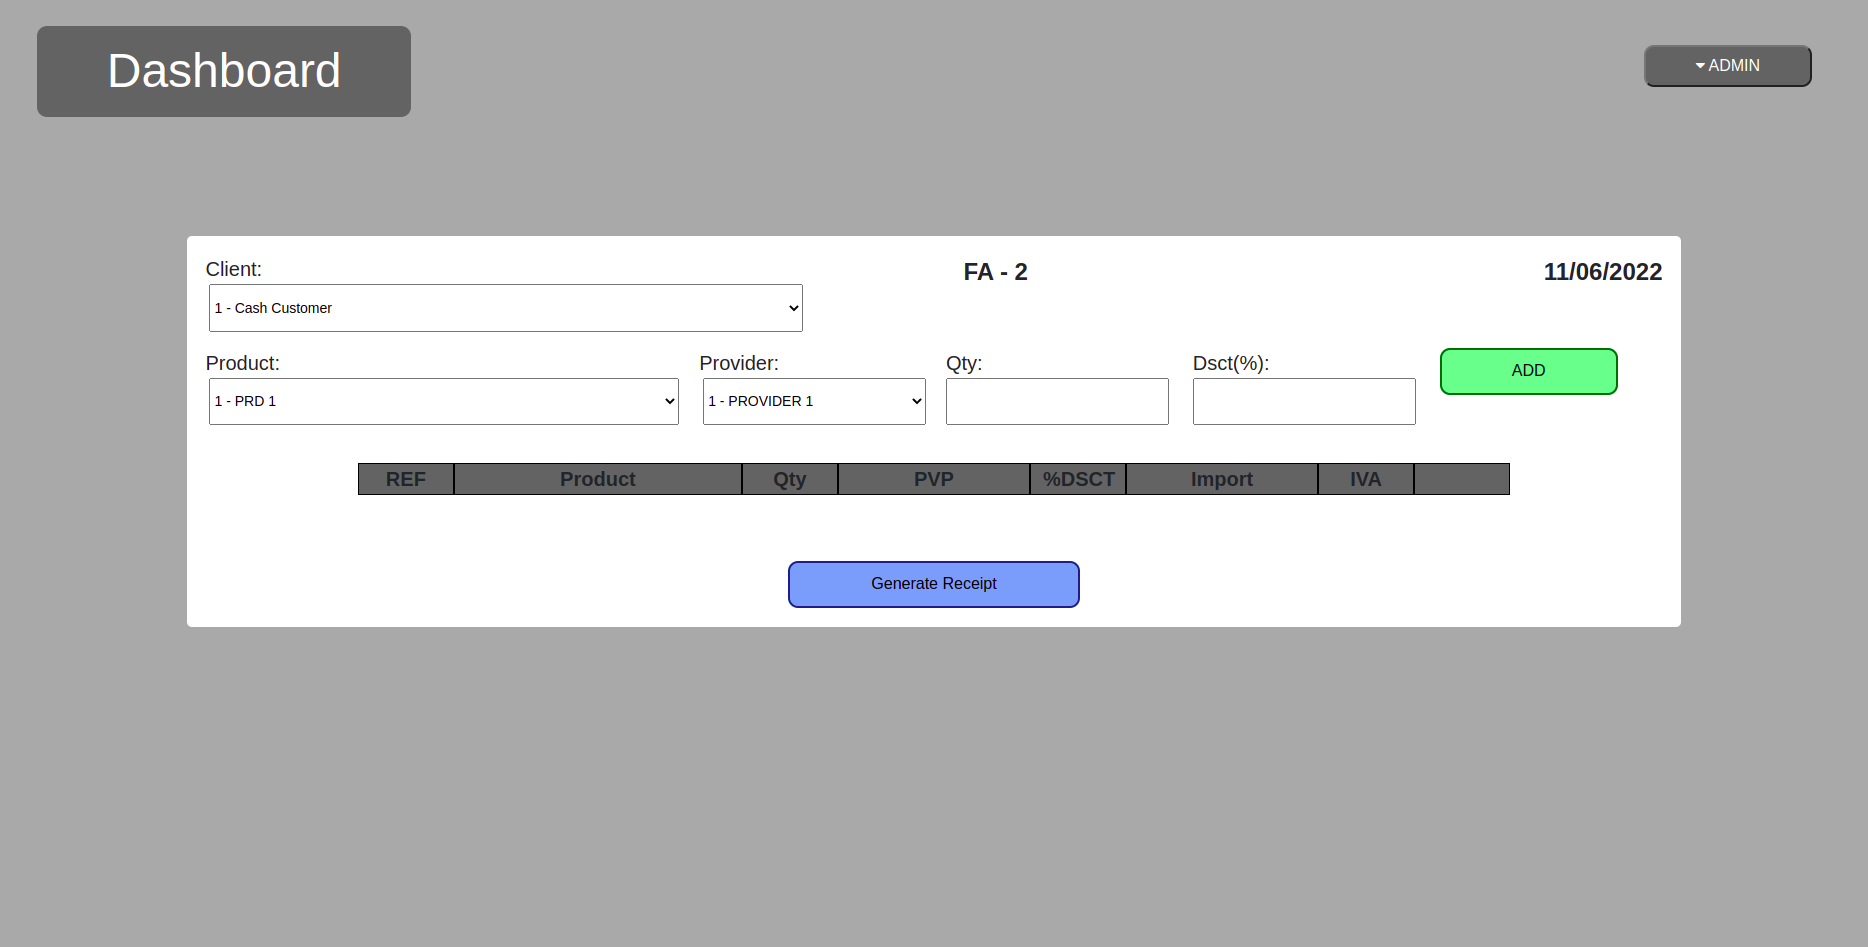 Dashboard
ADMIN
Client:
FA - 2
11/06/2022
1 - Cash Customer
Product:
Provider:
Qty:
Dsct(%):
ADD
1 - PRD 1
1 - PROVIDER 1
REF Product Qty PVP %DSCT Import IVA
Generate Receipt